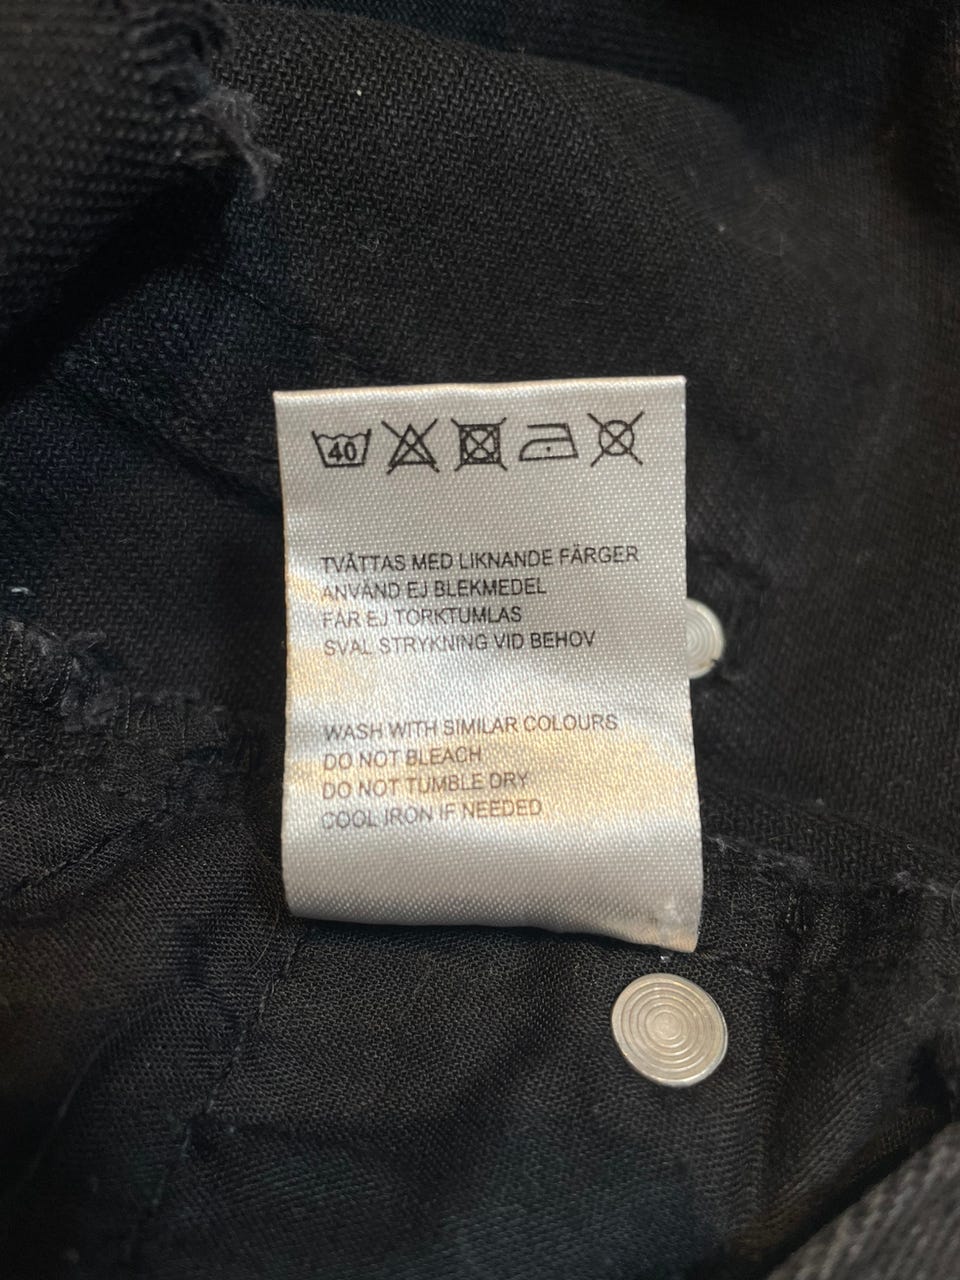 40
TVÄTTAS MED LIKNANDE FÄRGER
ANVÄND EJ BLEKMEDEL
FÅR EJ TORKTUMLAS
SVAL STRYKNING VID BEHOV
WASH WITH SIMILAR COLOURS
DO NOT BLEACH
DO NOT TUMBLE DRY
COOL IRON IF NEEDED